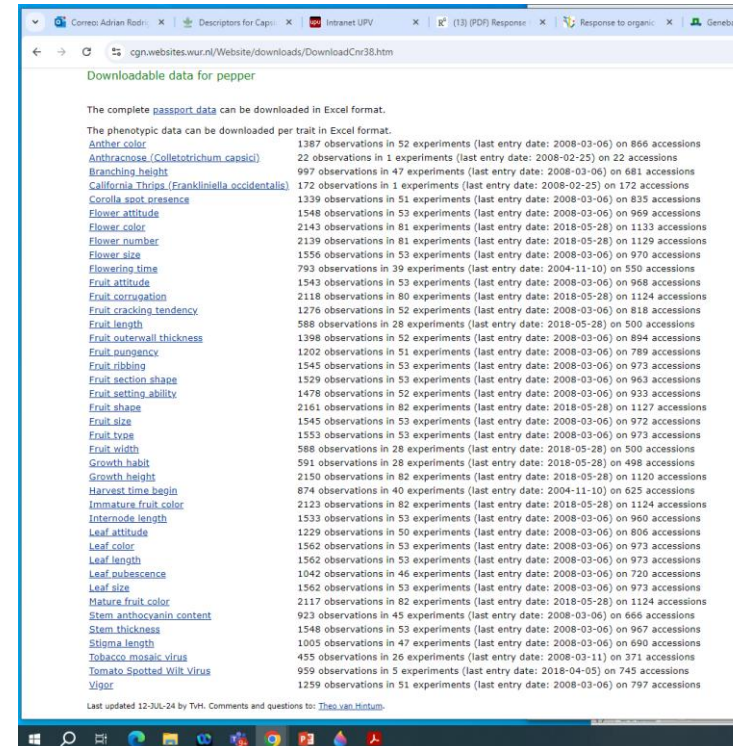 Correo: Adrian Rodri
Descriptors for Capsi
upv Intranet UPV
(13) (PDF) Response
Response to organic
Geneba
cgn.websites.wur.nl/Website/downloads/DownloadCnr38.htm
Downloadable data for pepper
The complete passport data can be downloaded in Excel format.
The phenotypic data can be downloaded per trait in Excel format.
Anther color 1387 observations in 52 experiments (last entry date: 2008-03-06) on 866 accessions
Anthracnose (Colletotrichum capsici) 22 observations in 1 experiments (last entry date: 2008-02-25) on 22 accessions
Branching height 997 observations in 47 experiments (last entry date: 2008-03-06) on 681 accessions
California Thrips (Frankliniella occidentalis) 172 observations in 1 experiments (last entry date: 2008-02-25) on 172 accessions
Corolla spot presence 1339 observations in 51 experiments (last entry date: 2008-03-06) on 835 accessions
Flower attitude 1548 observations in 53 experiments (last entry date: 2008-03-06) on 969 accessions
Flower color 2143 observations in 81 experiments (last entry date: 2018-05-28) on 1133 accessions
Flower number 2139 observations in 81 experiments (last entry date: 2018-05-28) on 1129 accessions
Flower size 1556 observations in 53 experiments (last entry date: 2008-03-06) on 970 accessions
Flowering time 793 observations in 39 experiments (last entry date: 2004-11-10) on 550 accessions
Fruit attitude 1543 observations in 53 experiments (last entry date: 2008-03-06) on 968 accessions
Fruit corrugation 2118 observations in 80 experiments (last entry date: 2018-05-28) on 1124 accessions
Fruit cracking tendency 1276 observations in 52 experiments (last entry date: 2008-03-06) on 818 accessions
Fruit length 588 observations in 28 experiments (last entry date: 2018-05-28) on 500 accessions
Fruit outerwall thickness 1398 observations in 52 experiments (last entry date: 2008-03-06) on 894 accessions
Fruit pungency 1202 observations in 51 experiments (last entry date: 2008-03-06) on 789 accessions
Fruit ribbing 1545 observations in 53 experiments (last entry date: 2008-03-06) on 973 accessions
Fruit section shape 1529 observations in 53 experiments (last entry date: 2008-03-06) on 963 accessions
Fruit setting ability 1478 observations in 52 experiments (last entry date: 2008-03-06) on 933 accessions
Fruit shape 2161 observations in 82 experiments (last entry date: 2018-05-28) on 1127 accessions
Fruit size 1545 observations in 53 experiments (last entry date: 2008-03-06) on 972 accessions
Fruit type 1553 observations in 53 experiments (last entry date: 2008-03-06) on 973 accessions
Fruit width 588 observations in 28 experiments (last entry date: 2018-05-28) on 500 accessions
Growth habit 591 observations in 28 experiments (last entry date: 2018-05-28) on 498 accessions
Growth height 2150 observations in 82 experiments (last entry date: 2018-05-28) on 1120 accessions
Harvest time begin 874 observations in 40 experiments (last entry date: 2004-11-10) on 625 accessions
Immature fruit color 2123 observations in 82 experiments (last entry date: 2018-05-28) on 1124 accessions
Internode length 1533 observations in 53 experiments (last entry date: 2008-03-06) on 960 accessions
Leaf attitude 1229 observations in 50 experiments (last entry date: 2008-03-06) on 806 accessions
Leaf color 1562 observations in 53 experiments (last entry date: 2008-03-06) on 973 accessions
Leaf length 1562 observations in 53 experiments (last entry date: 2008-03-06) on 973 accessions
Leaf pubescence 1042 observations in 46 experiments (last entry date: 2008-03-06) on 720 accessions
Leaf size 1562 observations in 53 experiments (last entry date: 2008-03-06) on 973 accessions
Mature fruit color 2117 observations in 82 experiments (last entry date: 2018-05-28) on 1124 accessions
Stem anthocyanin content 923 observations in 45 experiments (last entry date: 2008-03-06) on 666 accessions
Stem thickness 1548 observations in 53 experiments (last entry date: 2008-03-06) on 967 accessions
Stigma length 1005 observations in 47 experiments (last entry date: 2008-03-06) on 690 accessions
Tobacco mosaic virus 455 observations in 26 experiments (last entry date: 2008-03-11) on 371 accessions
Tomato Spotted Wilt Virus 959 observations in 5 experiments (last entry date: 2018-04-05) on 745 accessions
Vigor 1259 observations in 51 experiments (last entry date: 2008-03-06) on 797 accessions
Last updated 12-JUL-24 by TvH. Comments and questions to: Theo van Hintum.